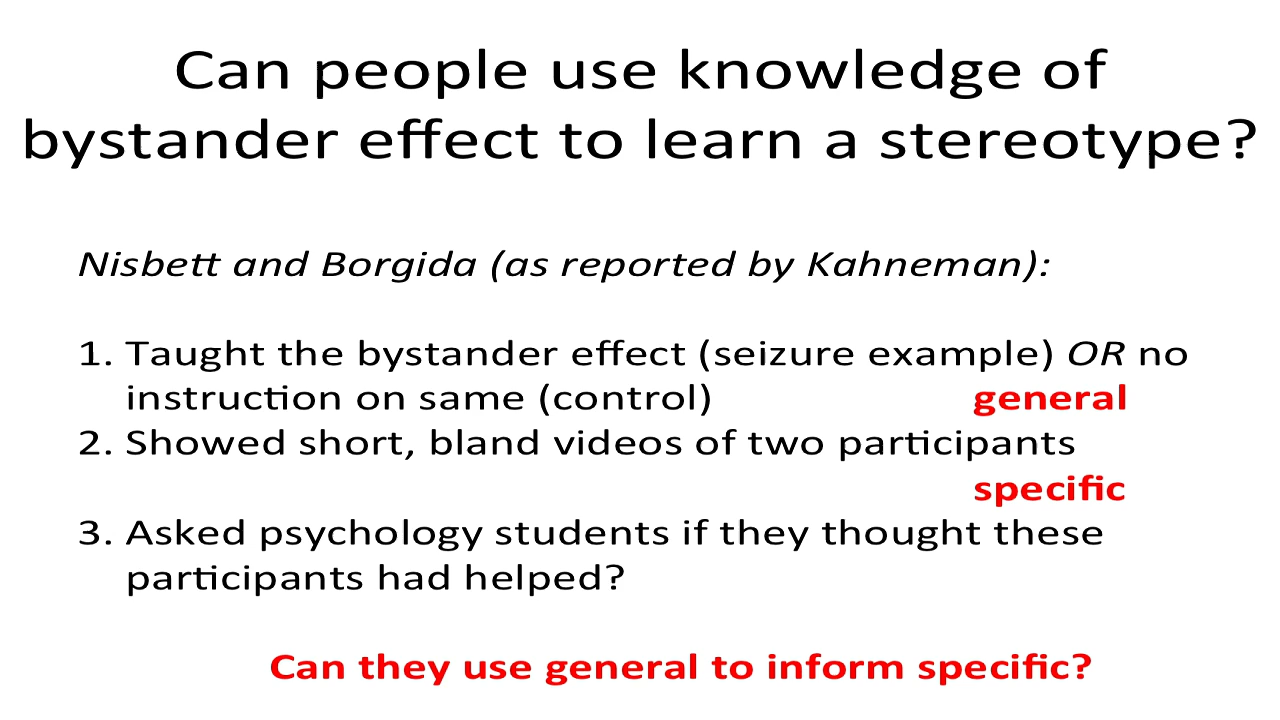 Can people use knowledge of
bystander effect to learn a stereotype?
Nisbett and Borgida (as reported by Kahneman):
1. Taught the bystander effect (seizure example) OR no
instruction on same (control) general
2. Showed short, bland videos of two participants
specific
3. Asked psychology students if they thought these
participants had helped?
Can they use general to inform specific?